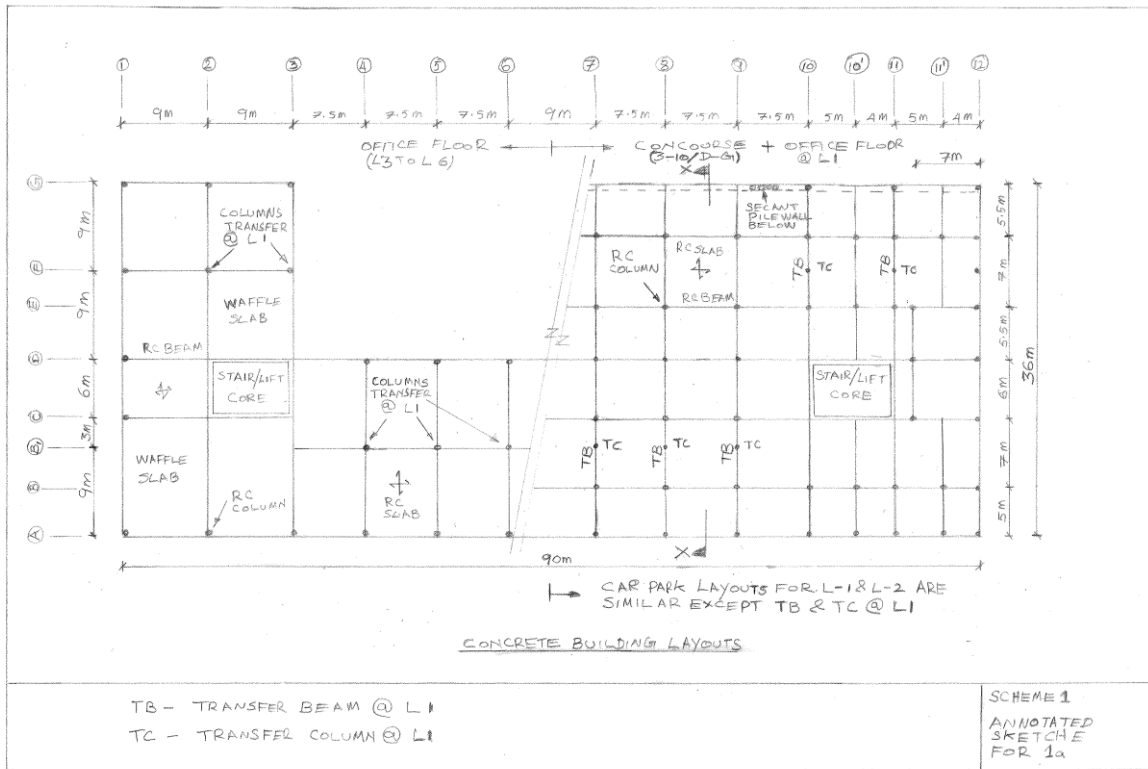 1 2 3 4 5 6 7 8 9 10 10' 11 11' 12
9m 9m 7.5m 7.5m 7.5m 9m 7.5m 7.5m 7.5m 5m 4m 5m 4m
OFFICE FLOOR
(L3 TO L6)
CONCOURSE + OFFICE FLOOR
(3-10/D-G) @ L1
7m
X
SECANT
PILE WALL
BELOW
G
9m
COLUMNS
TRANSFER
@ L1
5.5m
F
RC
COLUMN
RC SLAB
TB TC
TB TC
7m
9m
WAFFLE
SLAB
RC BEAM
E
5.5m
ZZ
36m
RC BEAM
D
6m
STAIR/LIFT
CORE
COLUMNS
TRANSFER
@ L1
STAIR/LIFT
CORE
6m
C
3m
B1
TB TC
TB TC
TB TC
7m
WAFFLE
SLAB
9m
B
RC
COLUMN
RC
SLAB
5m
A
X
90m
CAR PARK LAYOUTS FOR L-1 & L-2 ARE
SIMILAR EXCEPT TB & TC @ L1
CONCRETE BUILDING LAYOUTS
TB - TRANSFER BEAM @ L1
TC - TRANSFER COLUMN @ L1
SCHEME 1
ANNOTATED
SKETCHE
FOR 1a